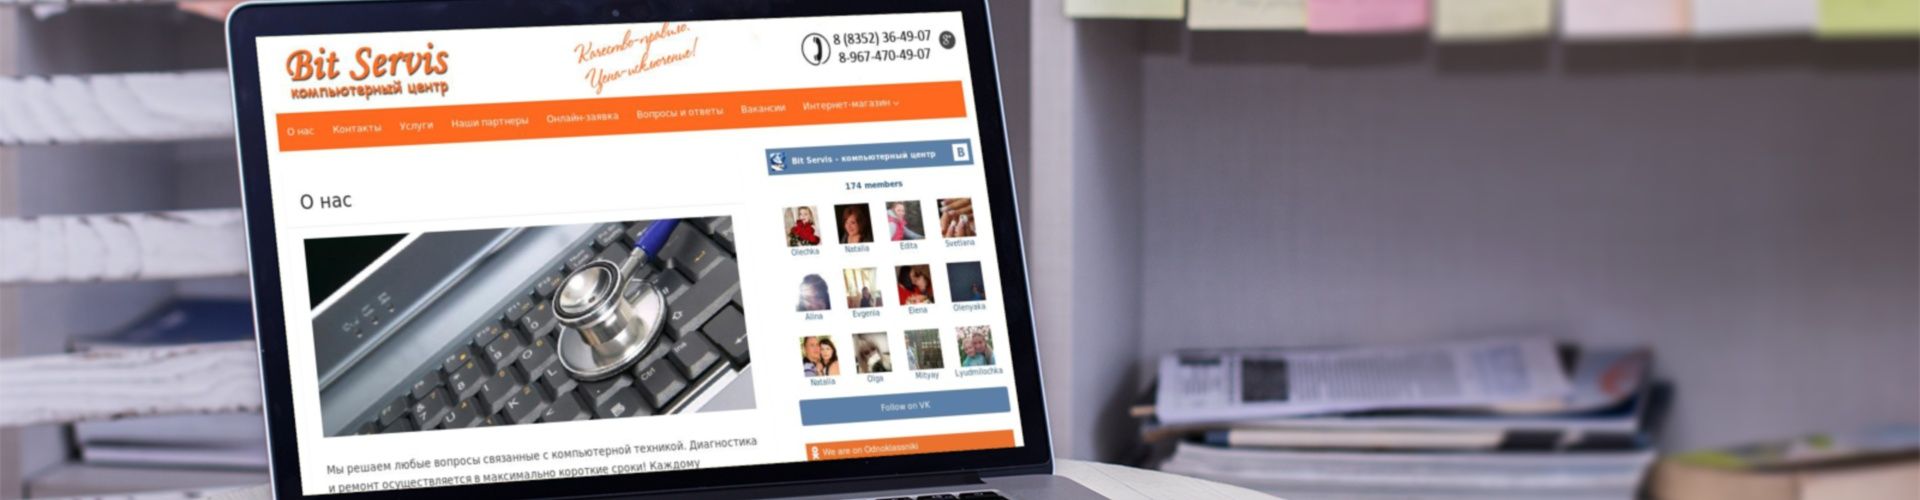 Bit Servis
компьютерный центр
Качество-правило.
Цена-исключение!
8 (8352) 36-49-07
8-967-470-49-07
О нас Контакты Услуги Наши партнеры Онлайн-заявка Вопросы и ответы Вакансии Интернет-магазин
О нас
Bit Servis - компьютерный центр B
174 members
Olechka Natalia Edita Svetlana
Alina Evgenia Elena Olenyaka
Natalia Olga Mityay Lyudmilochka
Follow on VK
We are on Odnoklassniki
Ctrl
Мы решаем любые вопросы связанные с компьютерной техникой. Диагностика
и ремонт осуществляется в максимально короткие сроки! Каждому